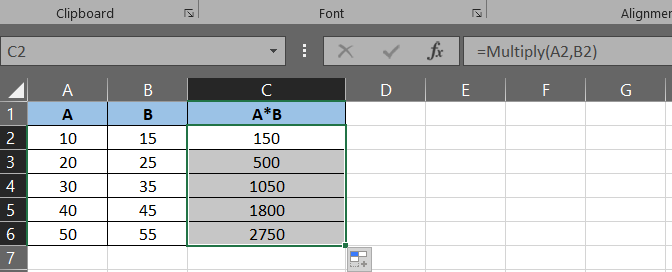 Clipboard Font Alignmen
C2 fx =Multiply(A2,B2)
A B C D E F G
1 A B A*B
2 10 15 150
3 20 25 500
4 30 35 1050
5 40 45 1800
6 50 55 2750
7